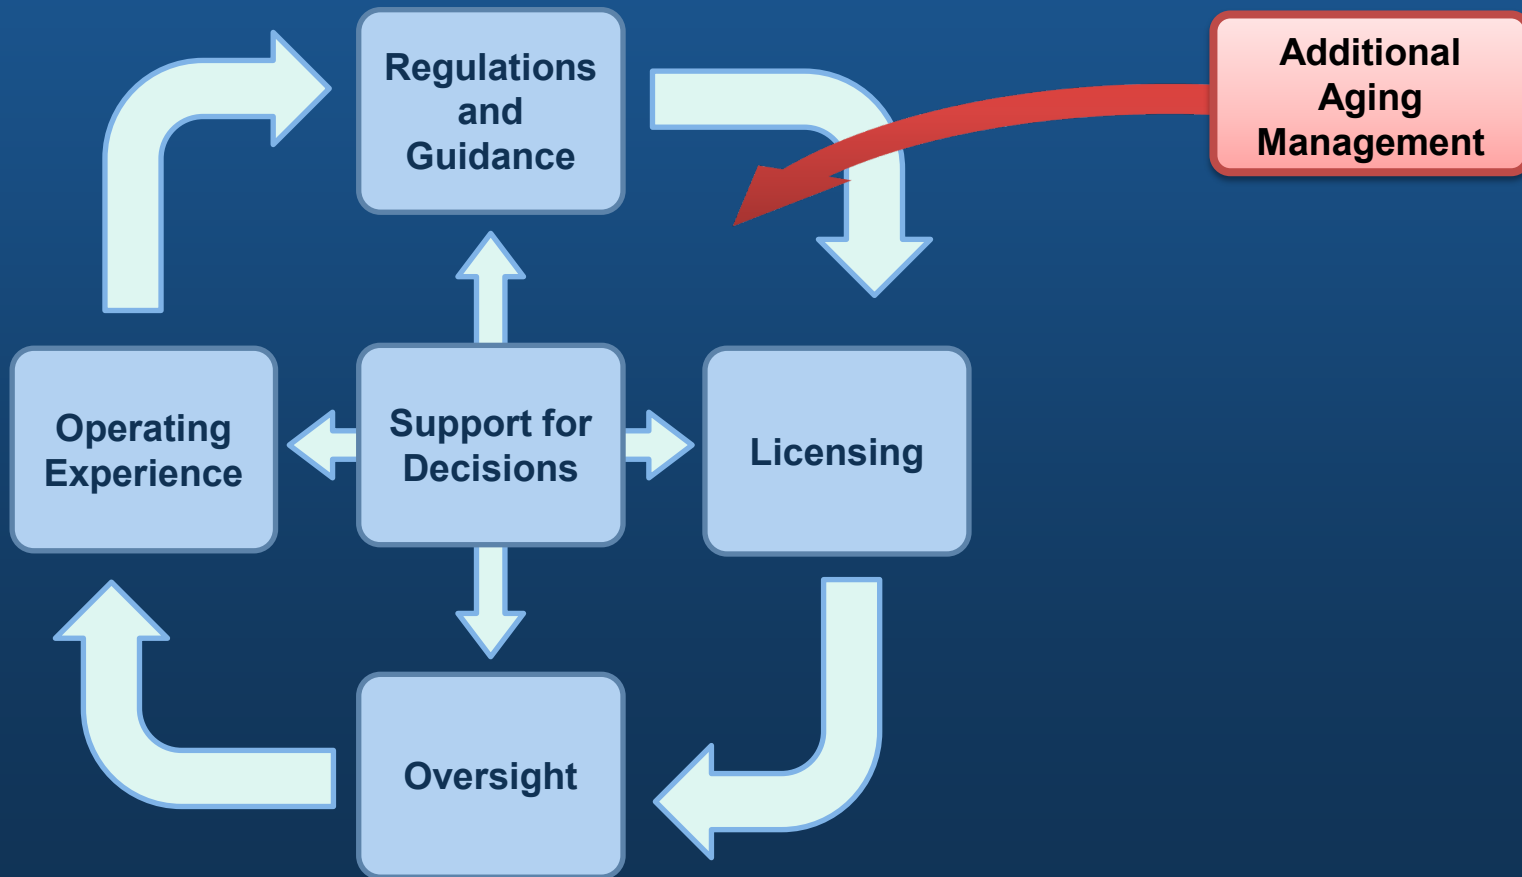 Regulations
and
Guidance
Additional
Aging
Management
Operating
Experience
Support for
Decisions
Licensing
Oversight